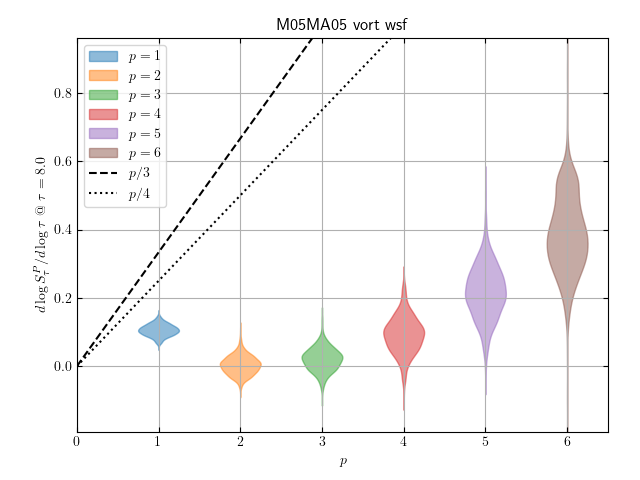 M05MA05 vort wsf
p = 1
p = 2
p = 3
p = 4
p = 5
p = 6
p/3
p/4
d log S_τ^P / d log τ @ τ = 8.0
0.8
0.6
0.4
0.2
0.0
0 1 2 3 4 5 6
p